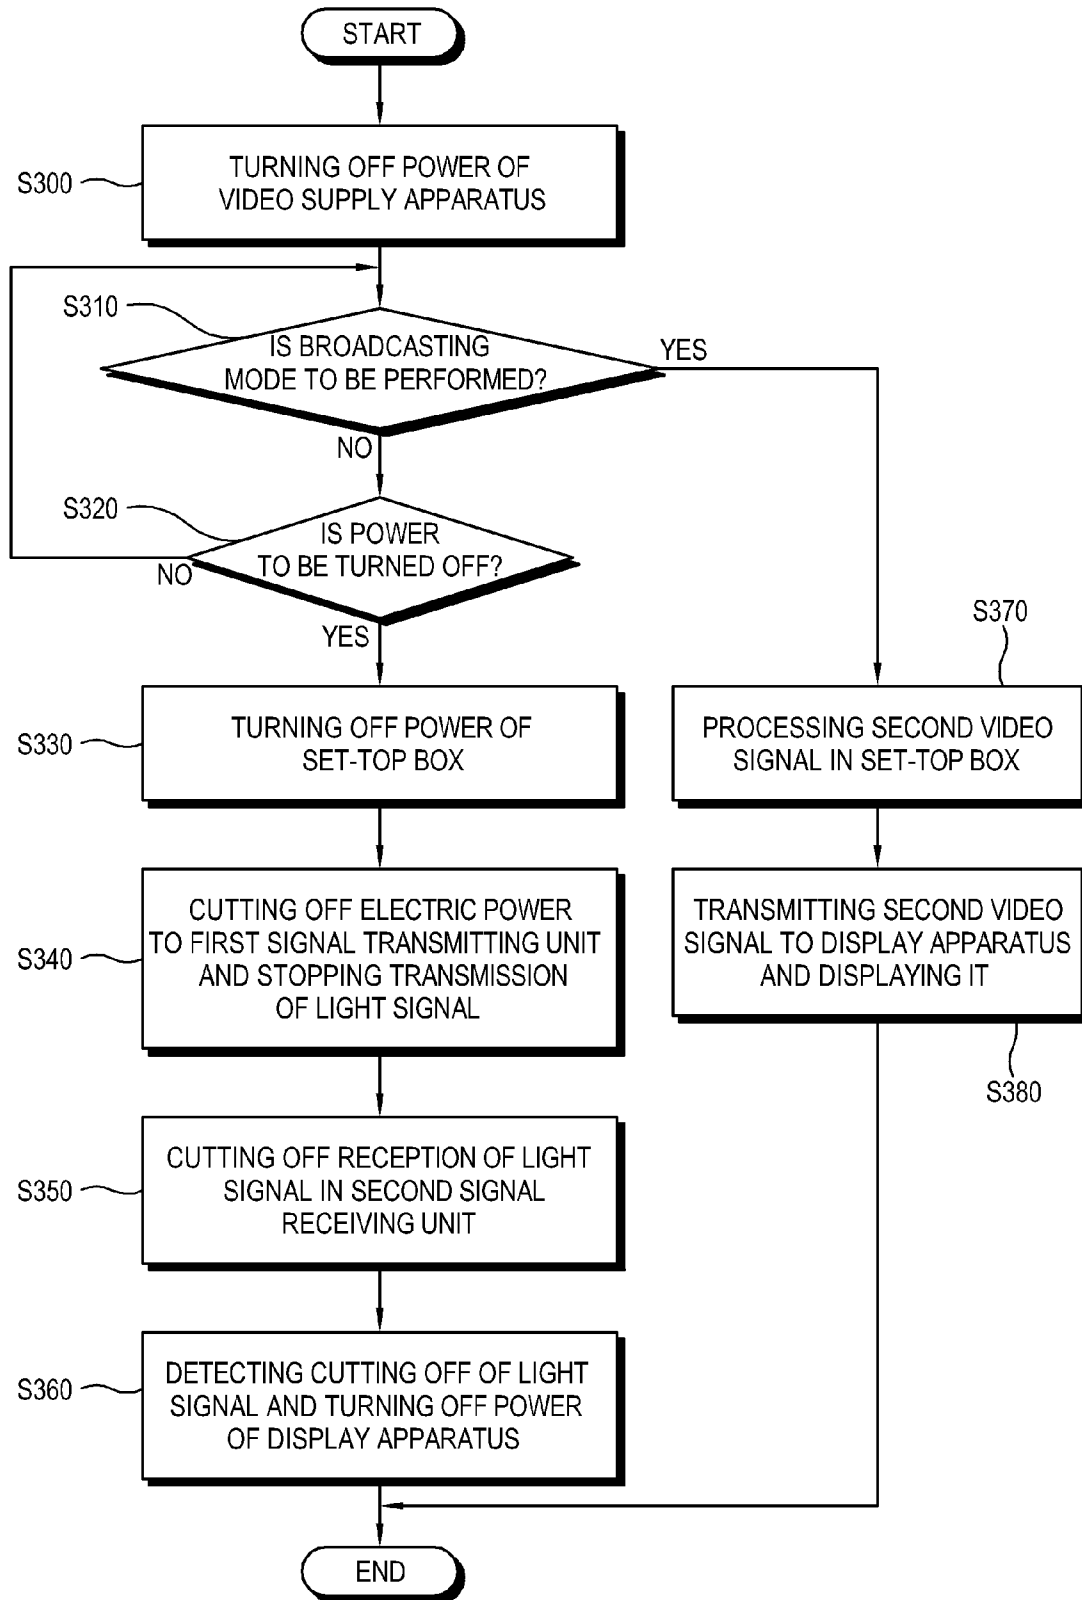 START
S300
TURNING OFF POWER OF
VIDEO SUPPLY APPARATUS
S310
IS BROADCASTING
MODE TO BE PERFORMED?
YES
NO
S320
IS POWER
TO BE TURNED OFF?
NO
YES
S330
TURNING OFF POWER OF
SET-TOP BOX
S340
CUTTING OFF ELECTRIC POWER
TO FIRST SIGNAL TRANSMITTING UNIT
AND STOPPING TRANSMISSION
OF LIGHT SIGNAL
S350
CUTTING OFF RECEPTION OF LIGHT
SIGNAL IN SECOND SIGNAL
RECEIVING UNIT
S360
DETECTING CUTTING OFF OF LIGHT
SIGNAL AND TURNING OFF POWER
OF DISPLAY APPARATUS
S370
PROCESSING SECOND VIDEO
SIGNAL IN SET-TOP BOX
TRANSMITTING SECOND VIDEO
SIGNAL TO DISPLAY APPARATUS
AND DISPLAYING IT
S380
END